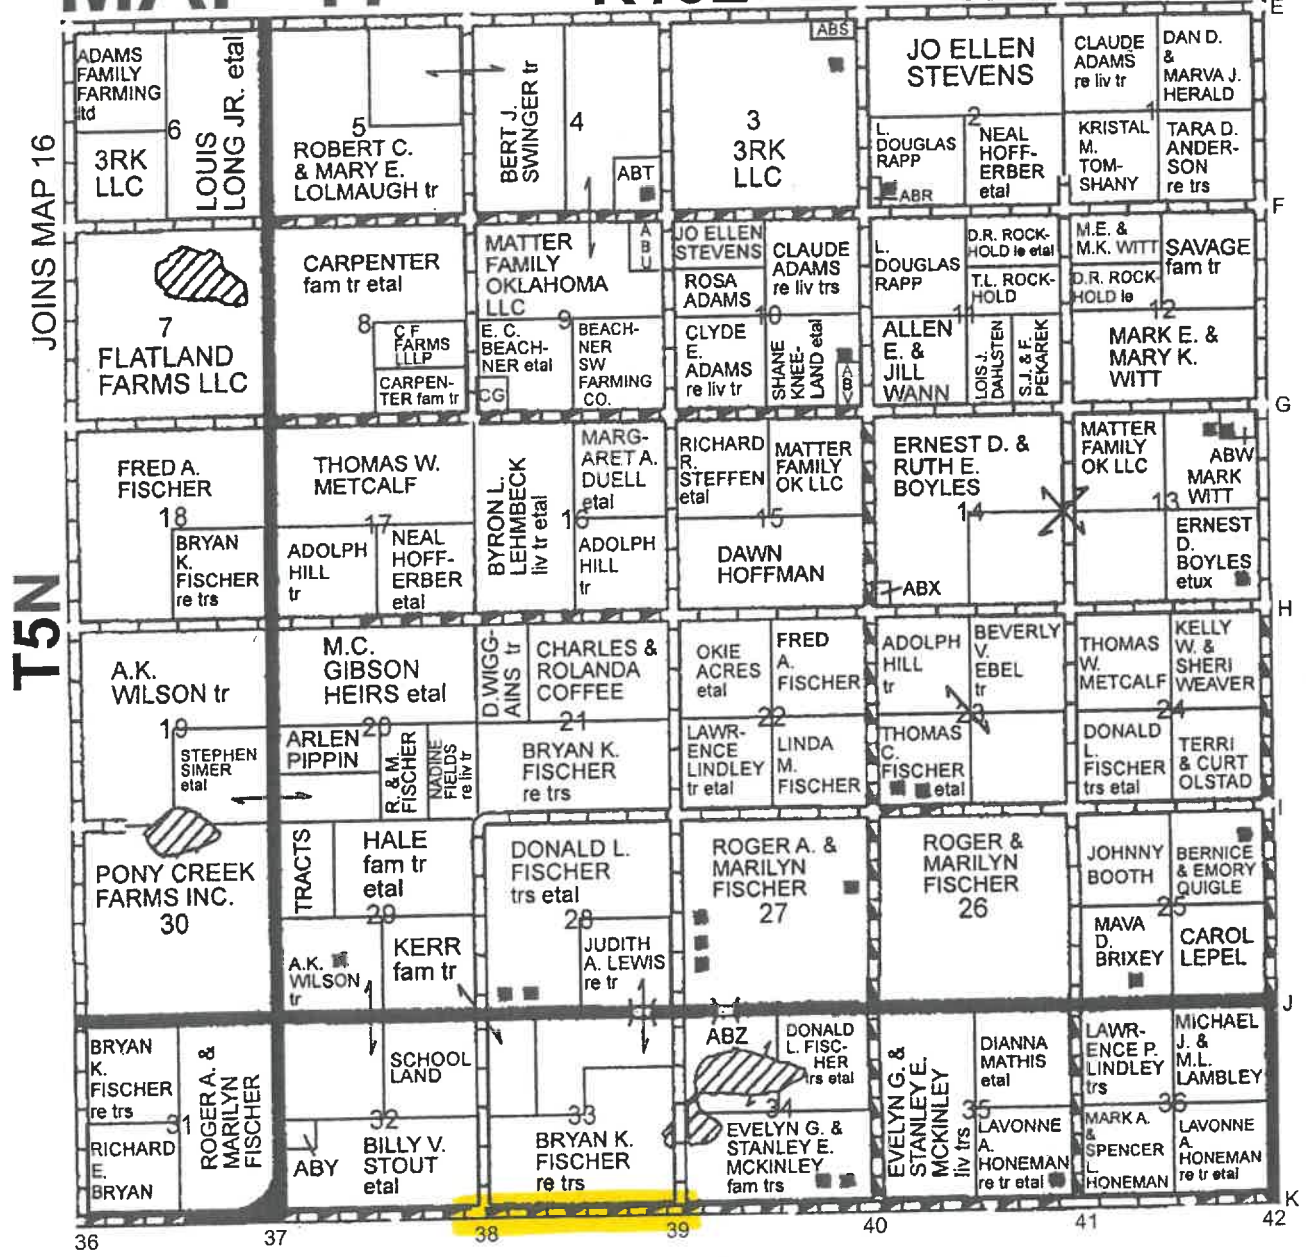 E
JOINS MAP 16
T5N
ADAMS
FAMILY
FARMING
ltd
3RK
LLC
6
LOUIS
LONG JR. etal
5
ROBERT C.
& MARY E.
LOLMAUGH tr
BERT J.
SWINGER tr
4
ABT
ABS
3
3RK
LLC
JO ELLEN
STEVENS
2
L.
DOUGLAS
RAPP
ABR
NEAL
HOFF-
ERBER
etal
CLAUDE
ADAMS
re liv tr
DAN D.
&
MARVA J.
HERALD
1
KRISTAL
M.
TOM-
SHANY
TARA D.
ANDER-
SON
re trs
F
7
FLATLAND
FARMS LLC
CARPENTER
fam tr etal
8
C F
FARMS
LLLP
CARPEN-
TER fam tr
MATTER
FAMILY
OKLAHOMA
LLC
A
B
U
9
E. C.
BEACH-
NER etal
CG
BEACH-
NER
SW
FARMING
CO.
JO ELLEN
STEVENS
ROSA
ADAMS
CLAUDE
ADAMS
re liv trs
10
CLYDE
E.
ADAMS
re liv tr
SHANE
KNEE-
LAND etal
A
B
V
L.
DOUGLAS
RAPP
D.R. ROCK-
HOLD le etal
T.L. ROCK-
HOLD
11
ALLEN
E. &
JILL
WANN
LOIS J.
DAHLSTEN
S.J. & F.
PEKAREK
M.E. &
M.K. WITT
D.R. ROCK-
HOLD le
SAVAGE
fam tr
12
MARK E. &
MARY K.
WITT
G
FRED A.
FISCHER
18
BRYAN
K.
FISCHER
re trs
THOMAS W.
METCALF
17
ADOLPH
HILL
tr
NEAL
HOFF-
ERBER
etal
BYRON L.
LEHMBECK
liv tr etal
MARG-
ARET A.
DUELL
etal
16
ADOLPH
HILL
tr
RICHARD
R.
STEFFEN
etal
MATTER
FAMILY
OK LLC
15
DAWN
HOFFMAN
ERNEST D. &
RUTH E.
BOYLES
14
ABX
MATTER
FAMILY
OK LLC
ABW
MARK
WITT
13
ERNEST
D.
BOYLES
etux
H
A.K.
WILSON tr
19
STEPHEN
SIMER
etal
M.C.
GIBSON
HEIRS etal
20
ARLEN
PIPPIN
R. & M.
FISCHER
NADINE
FIELDS
re liv tr
D.WIGG-
AINS tr
CHARLES &
ROLANDA
COFFEE
21
BRYAN K.
FISCHER
re trs
OKIE
ACRES
etal
FRED
A.
FISCHER
22
LAWR-
ENCE
LINDLEY
tr etal
LINDA
M.
FISCHER
ADOLPH
HILL
tr
BEVERLY
V.
EBEL
tr
23
THOMAS
C.
FISCHER
etal
THOMAS
W.
METCALF
KELLY
W. &
SHERI
WEAVER
24
DONALD
L.
FISCHER
trs etal
TERRI
& CURT
OLSTAD
I
PONY CREEK
FARMS INC.
30
TRACTS
HALE
fam tr
etal
29
A.K.
WILSON
tr
KERR
fam tr
DONALD L.
FISCHER
trs etal
28
JUDITH
A. LEWIS
re tr
ROGER A. &
MARILYN
FISCHER
27
ROGER &
MARILYN
FISCHER
26
JOHNNY
BOOTH
BERNICE
& EMORY
QUIGLE
25
MAVA
D.
BRIXEY
CAROL
LEPEL
J
BRYAN
K.
FISCHER
re trs
31
RICHARD
E.
BRYAN
ROGER A. &
MARILYN
FISCHER
SCHOOL
LAND
32
ABY
BILLY V.
STOUT
etal
33
BRYAN K.
FISCHER
re trs
ABZ
DONALD
L. FISC-
HER
trs etal
34
EVELYN G. &
STANLEY E.
MCKINLEY
fam trs
EVELYN G. &
STANLEY E.
MCKINLEY
liv trs
35
DIANNA
MATHIS
etal
LAVONNE
A.
HONEMAN
re tr etal
LAWR-
ENCE P.
LINDLEY
trs
MICHAEL
J. &
M.L.
LAMBLEY
36
MARK A.
&
SPENCER
L.
HONEMAN
LAVONNE
A.
HONEMAN
re tr etal
K
36
37
38
39
40
41
42